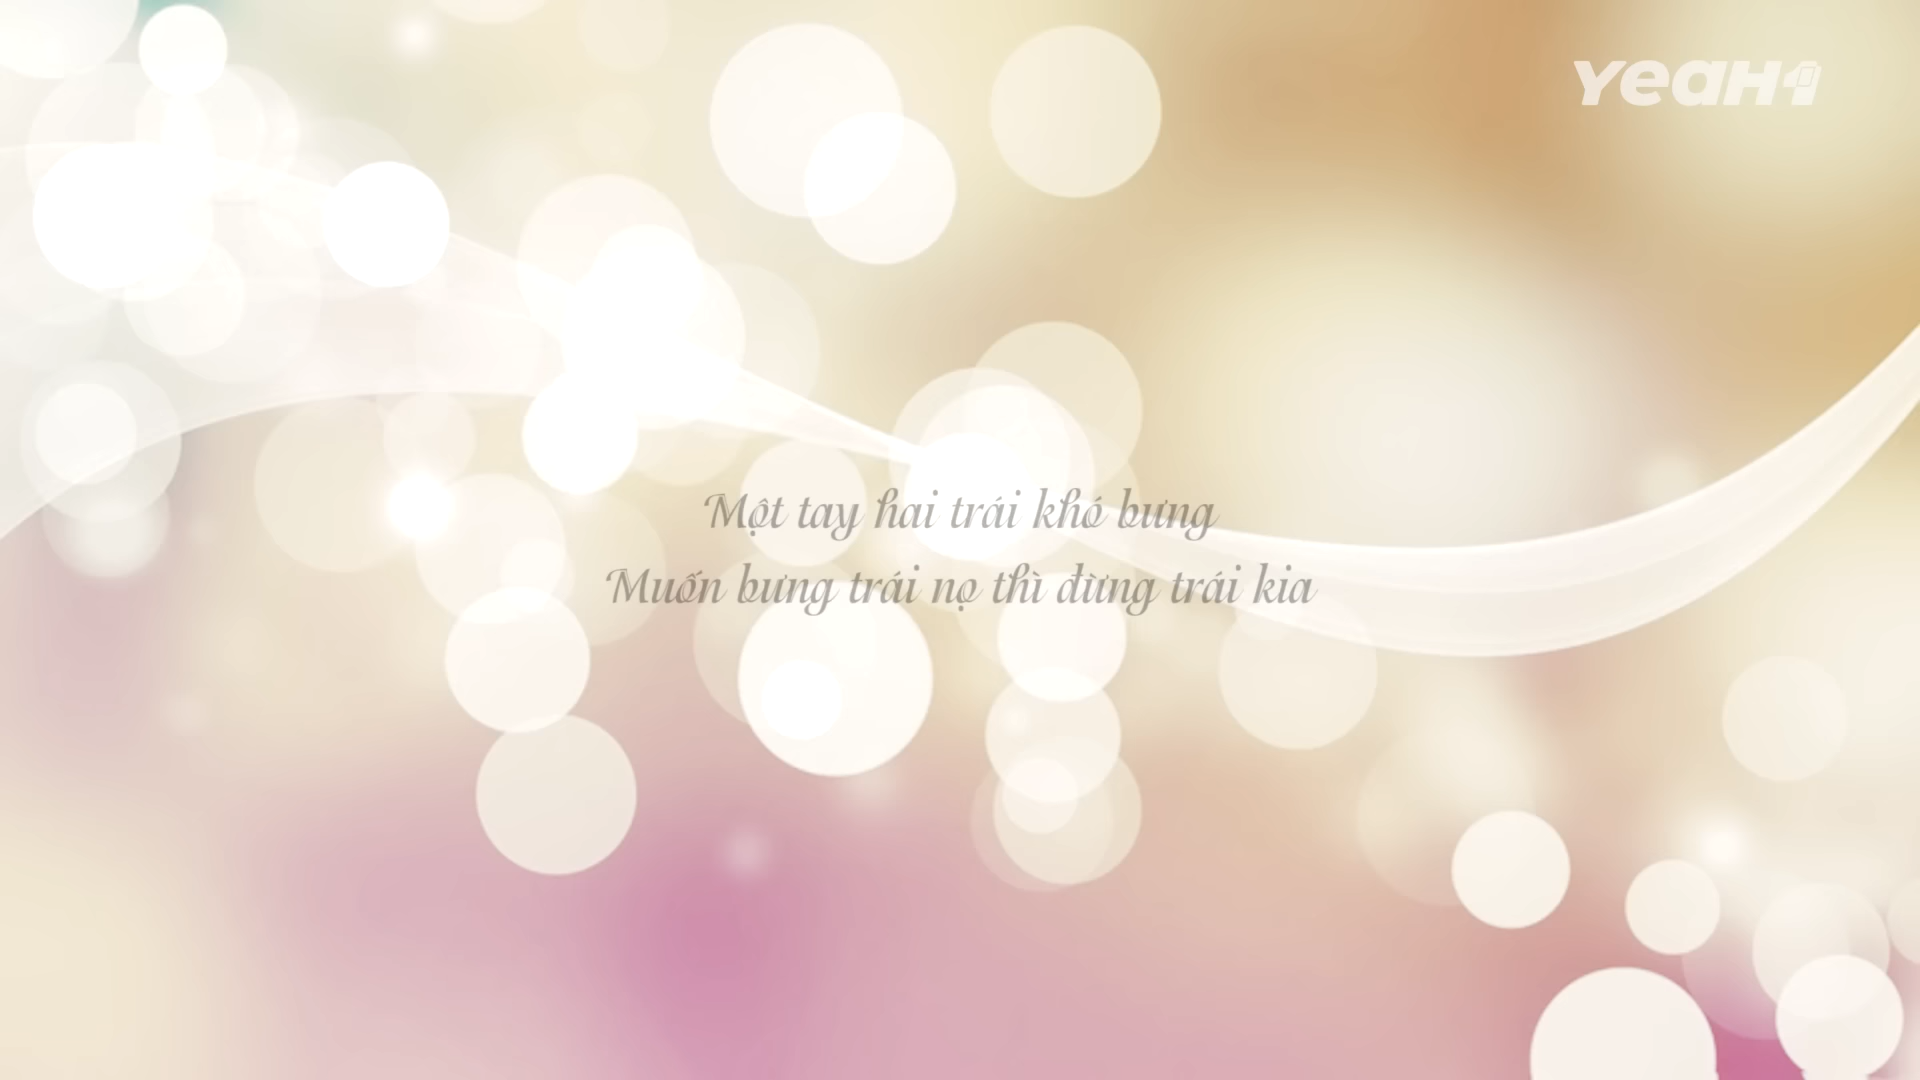 YEAH1
Một tay hai trái khó bưng
Muốn bưng trái nọ thì đừng trái kia